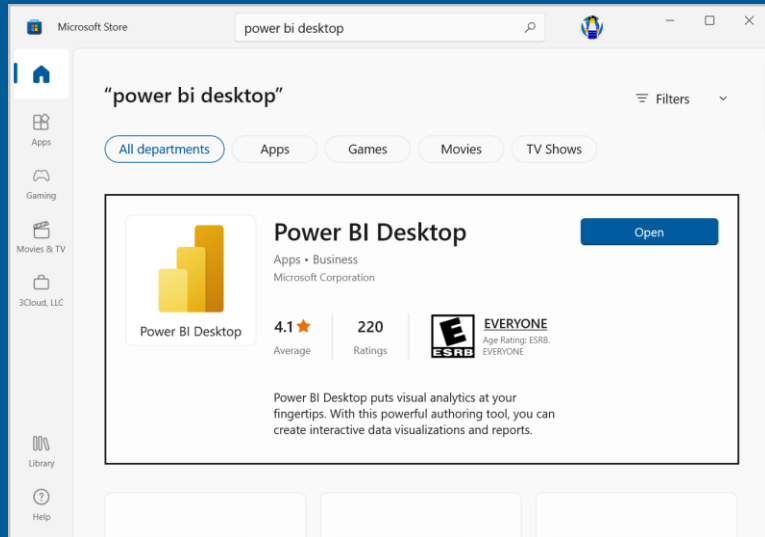 Microsoft Store
power bi desktop
“power bi desktop”
Filters
All departments
Apps
Games
Movies
TV Shows
Apps
Gaming
Movies & TV
3Cloud, LLC
Library
Help
Power BI Desktop
Power BI Desktop
Apps • Business
Microsoft Corporation
Open
4.1
Average
220
Ratings
E
ESRB
EVERYONE
Age Rating: ESRB.
EVERYONE
Power BI Desktop puts visual analytics at your
fingertips. With this powerful authoring tool, you can
create interactive data visualizations and reports.